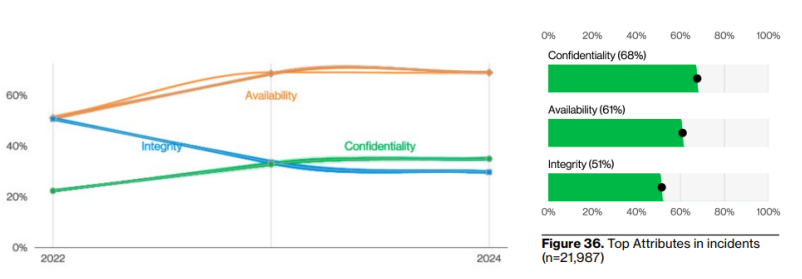 60%
40%
20%
0%
Availability
Integrity
Confidentiality
2022
2024
0% 20% 40% 60% 80% 100%
Confidentiality (68%)
Availability (61%)
Integrity (51%)
0% 20% 40% 60% 80% 100%
Figure 36. Top Attributes in incidents
(n=21,987)